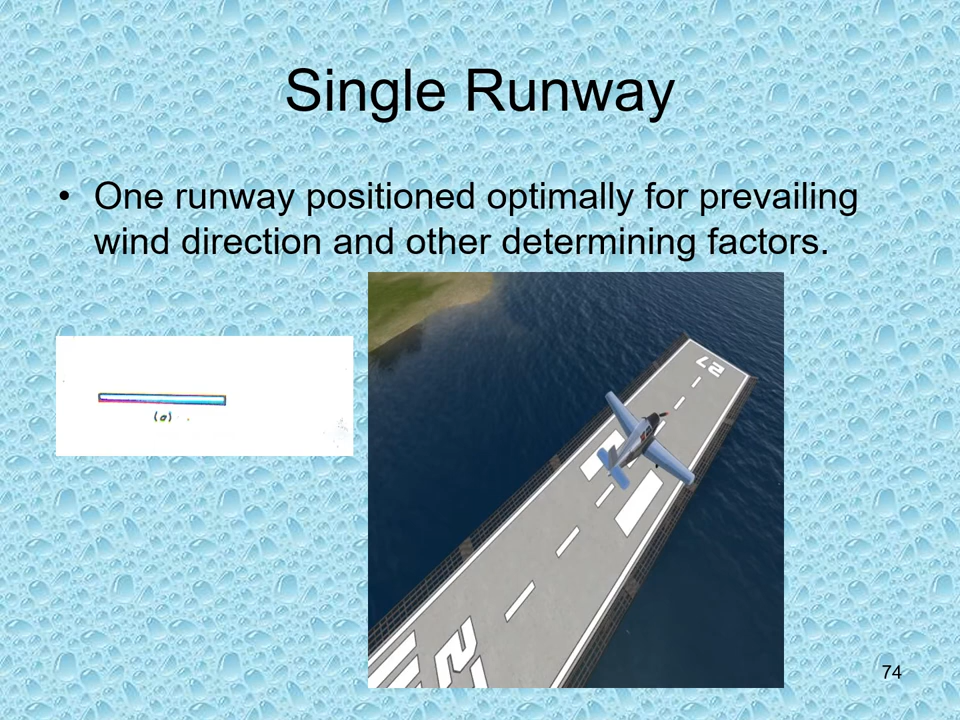 Single Runway
• One runway positioned optimally for prevailing
wind direction and other determining factors.
(a)
27
74